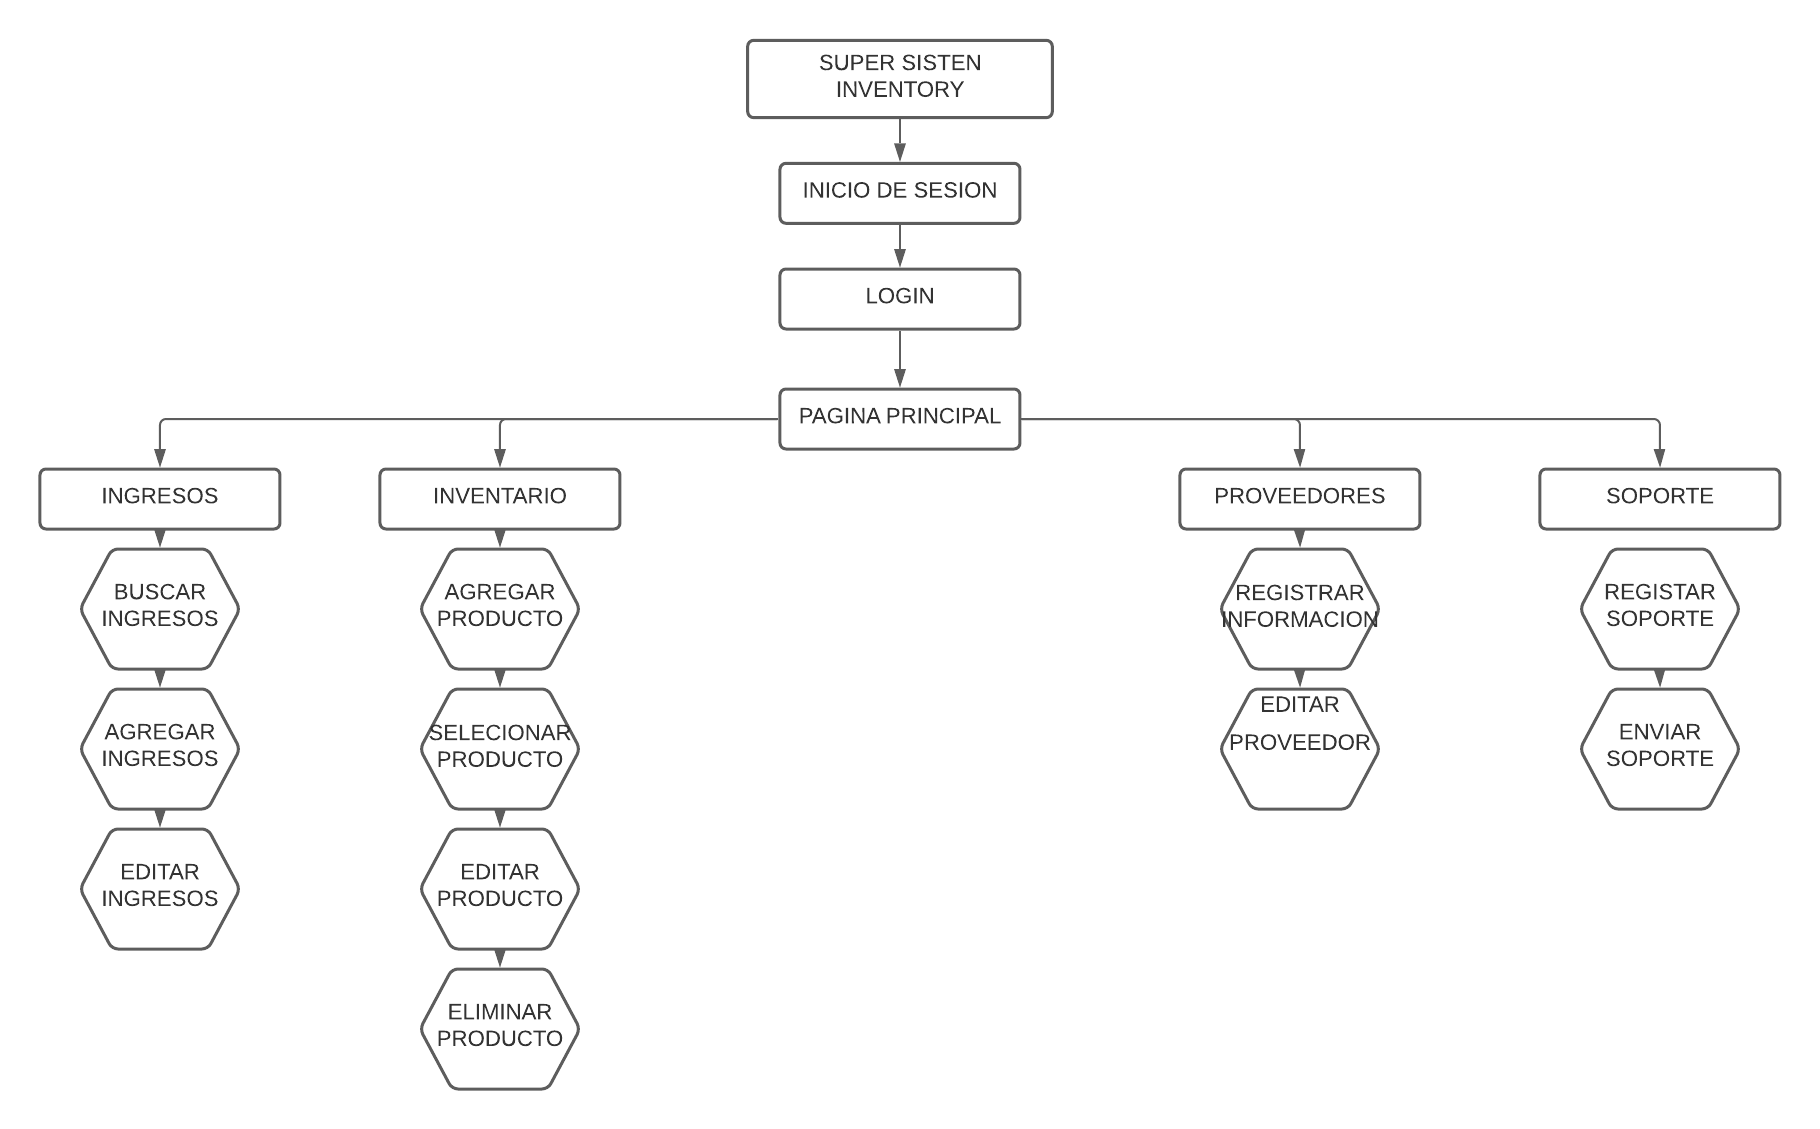 SUPER SISTEN
INVENTORY
INICIO DE SESION
LOGIN
PAGINA PRINCIPAL
INGRESOS
INVENTARIO
PROVEEDORES
SOPORTE
BUSCAR
INGRESOS
AGREGAR
PRODUCTO
REGISTRAR
INFORMACION
REGISTAR
SOPORTE
AGREGAR
INGRESOS
SELECIONAR
PRODUCTO
EDITAR
PROVEEDOR
ENVIAR
SOPORTE
EDITAR
INGRESOS
EDITAR
PRODUCTO
ELIMINAR
PRODUCTO